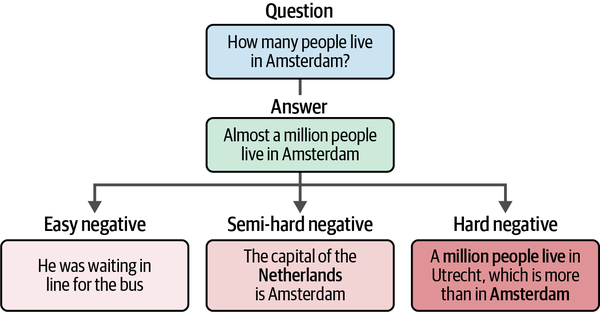 Question
How many people live
in Amsterdam?
Answer
Almost a million people
live in Amsterdam
Easy negative
He was waiting in
line for the bus
Semi-hard negative
The capital of the
Netherlands
is Amsterdam
Hard negative
A million people live in
Utrecht, which is more
than in Amsterdam